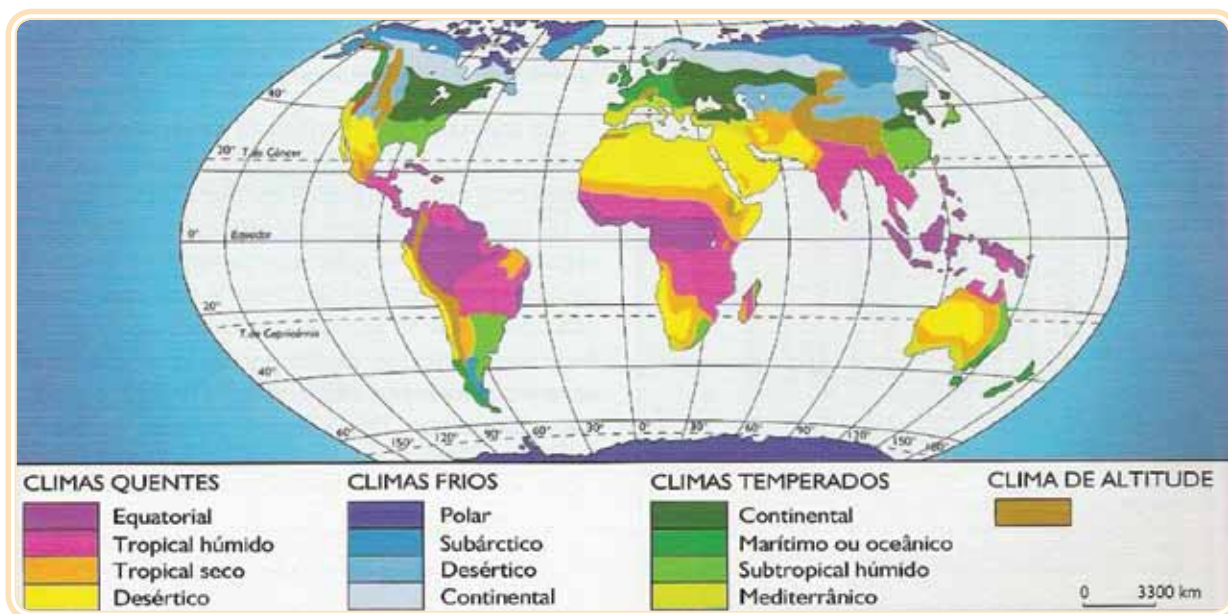 40°
20°
T. de Câncer
0°
Equador
20°
T. de Capricórnio
40°
60° 150° 120° 90° 60° 30° 0° 30° 60° 90° 120° 150° 180°
CLIMAS QUENTES
Equatorial
Tropical húmido
Tropical seco
Desértico
CLIMAS FRIOS
Polar
Subárctico
Desértico
Continental
CLIMAS TEMPERADOS
Continental
Marítimo ou oceânico
Subtropical húmido
Mediterrânico
CLIMA DE ALTITUDE
0 3300 km